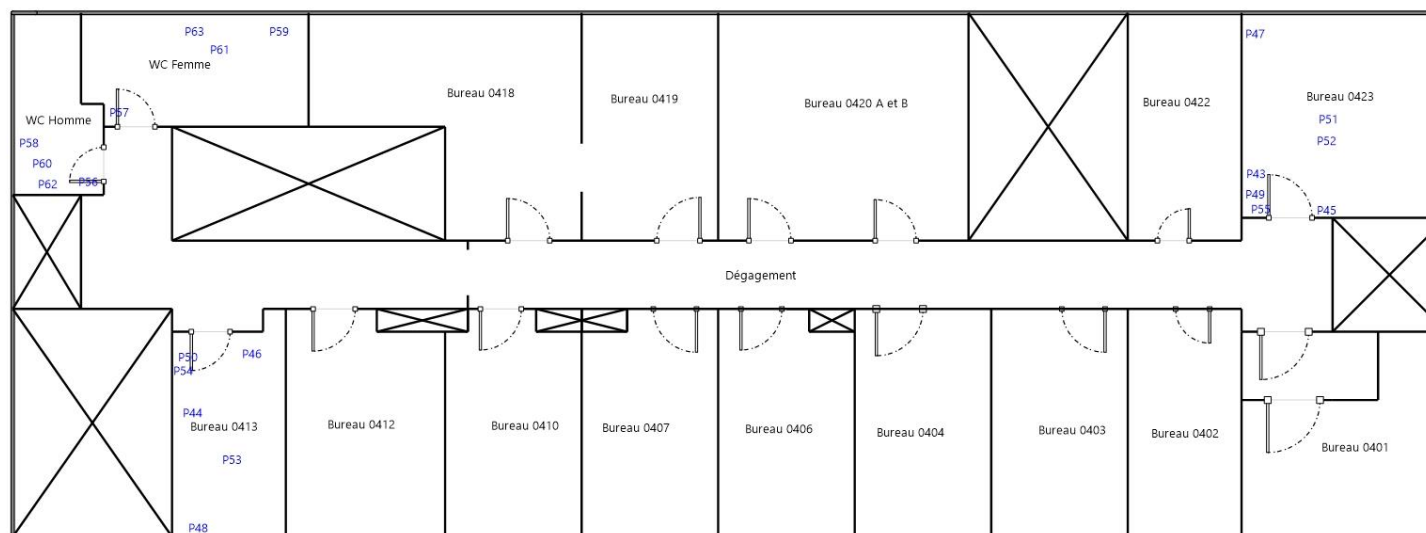 P63
P59
P47
P61
WC Femme
Bureau 0418
Bureau 0419
Bureau 0420 A et B
Bureau 0422
Bureau 0423
P57
WC Homme
P51
P58
P52
P60
P62
P56
P43
P49
P55
P45
Dégagement
P50
P46
P54
P44
Bureau 0413
Bureau 0412
Bureau 0410
Bureau 0407
Bureau 0406
Bureau 0404
Bureau 0403
Bureau 0402
Bureau 0401
P53
P48